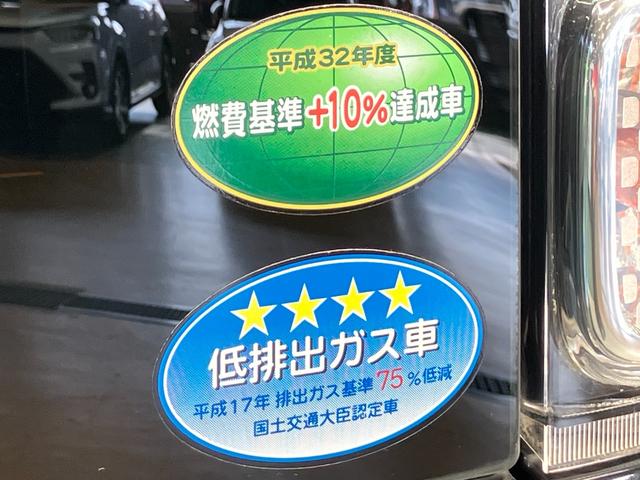 平成32年度
燃費基準+10%達成車
低排出ガス車
平成17年 排出ガス基準75%低減
国土交通大臣認定車